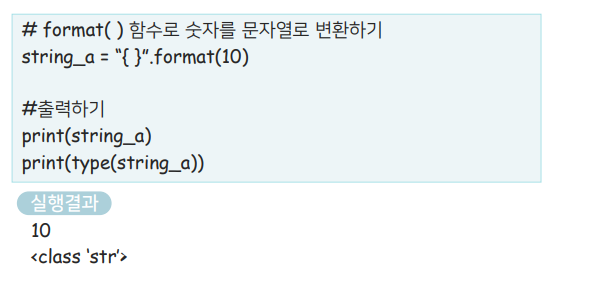 # format( ) 함수로 숫자를 문자열로 변환하기
string_a = “{ }”.format(10)
#출력하기
print(string_a)
print(type(string_a))
실행결과
10
<class ‘str’>